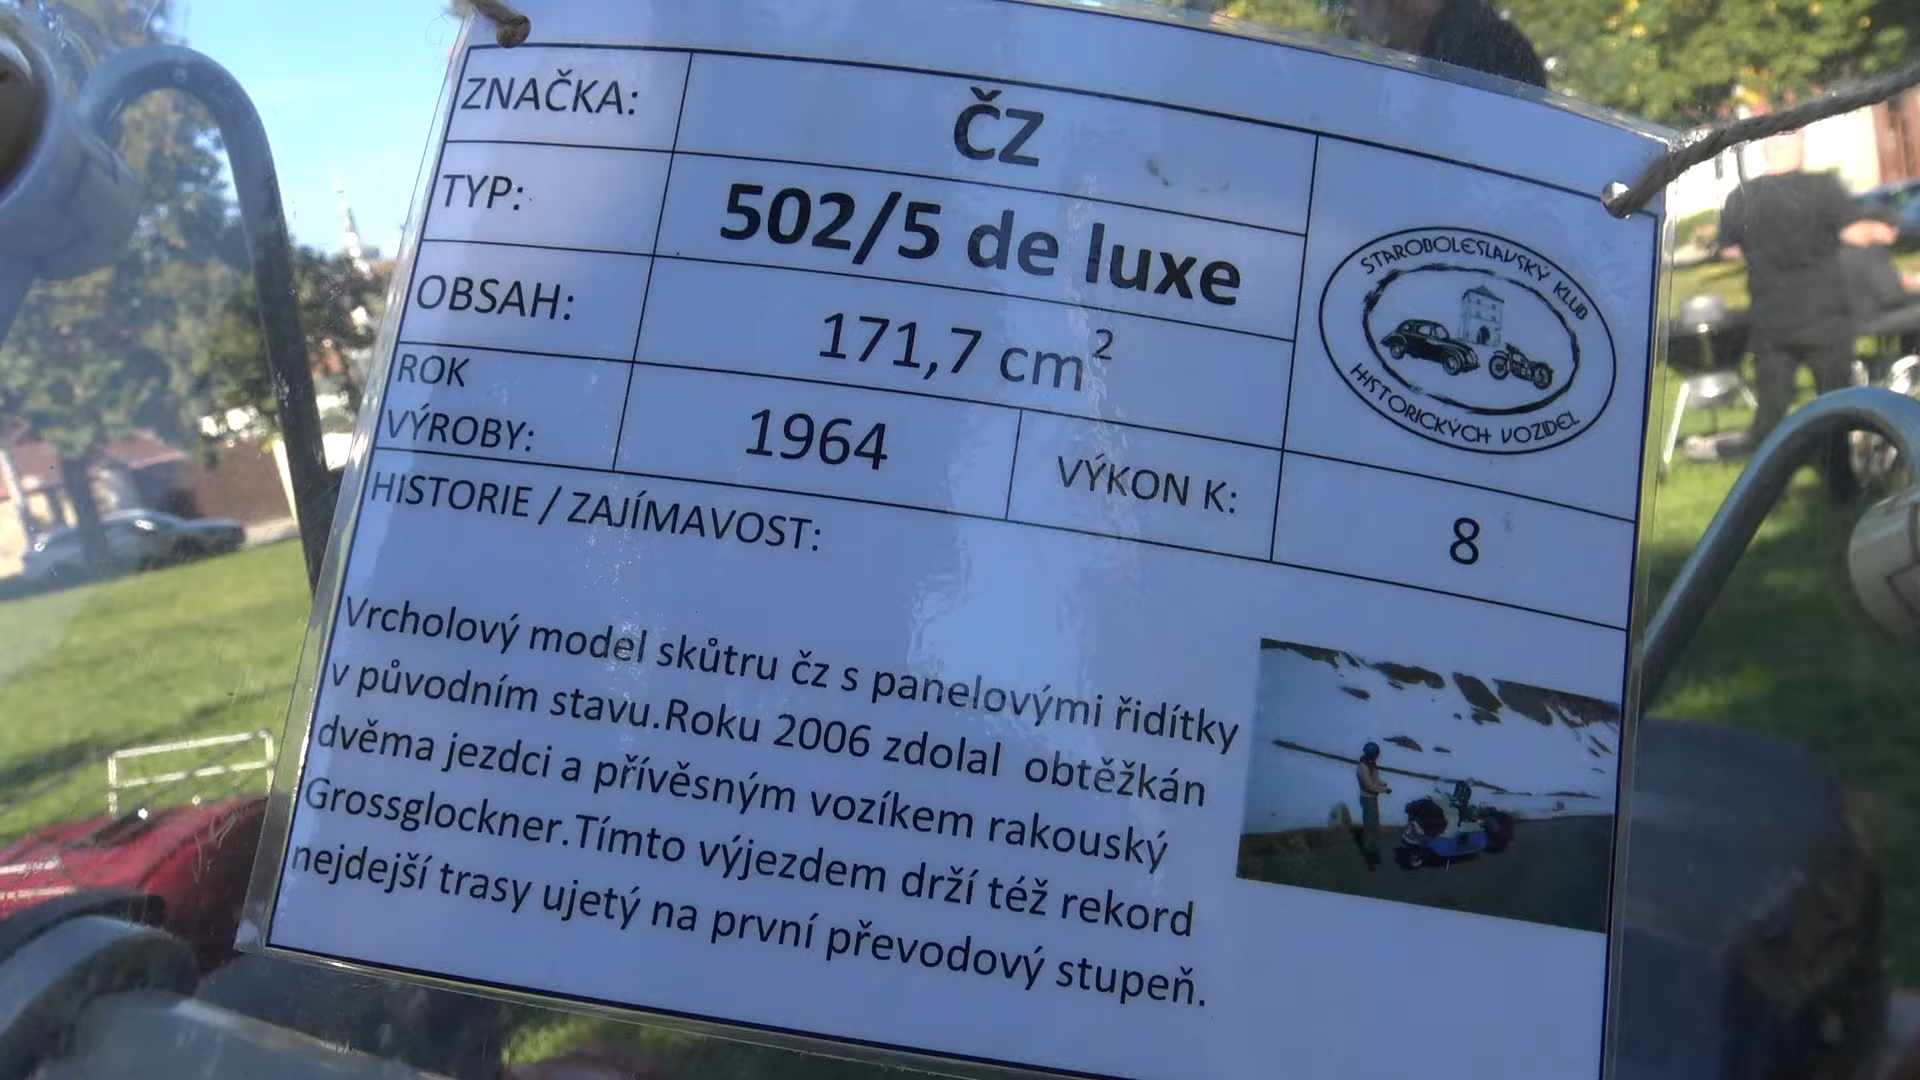 ZNAČKA: ČZ
TYP: 502/5 de luxe
OBSAH: 171,7 cm²
ROK
VÝROBY: 1964 VÝKON K: 8
STAROBOLESLAVSKÝ KLUB
HISTORICKÝCH VOZIDEL
HISTORIE / ZAJÍMAVOST:
Vrcholový model skůtru čz s panelovými řidítky
v původním stavu.Roku 2006 zdolal obtěžkán
dvěma jezdci a přívěsným vozíkem rakouský
Grossglockner.Tímto výjezdem drží též rekord
nejdejší trasy ujetý na první převodový stupeň.